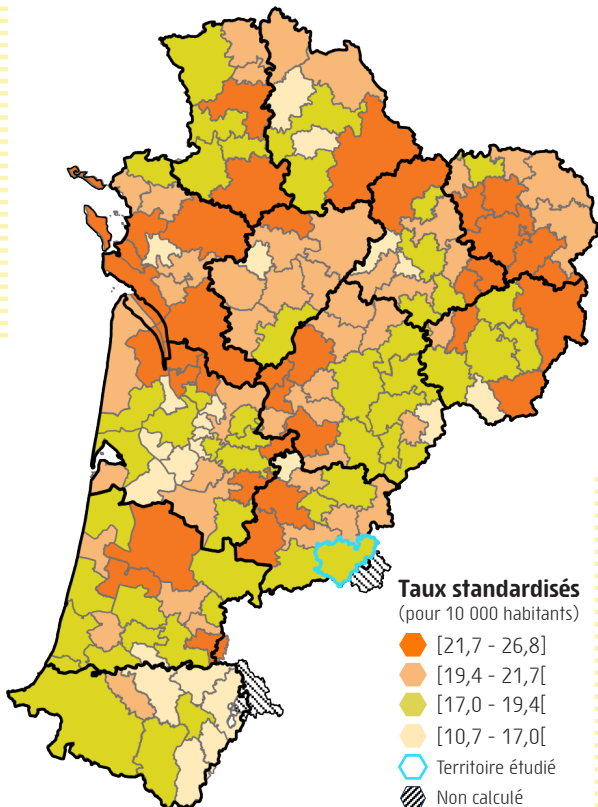 Taux standardisés
(pour 10 000 habitants)
[21,7 - 26,8]
[19,4 - 21,7[
[17,0 - 19,4[
[10,7 - 17,0[
Territoire étudié
Non calculé